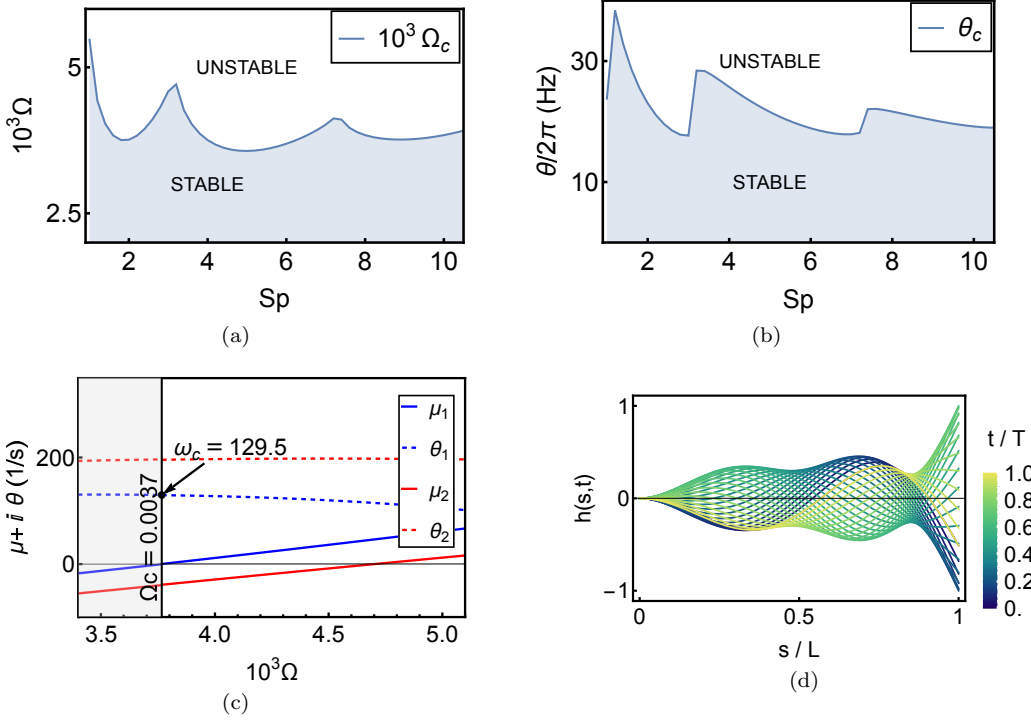 10³ Ω_c
UNSTABLE
STABLE
10³Ω
5
2.5
2 4 6 8 10
Sp
(a)
θ_c
UNSTABLE
STABLE
θ/2π (Hz)
30
10
2 4 6 8 10
Sp
(b)
μ+ i θ (1/s)
200
0
ω_c = 129.5
Ωc = 0.0037
μ₁
θ₁
μ₂
θ₂
3.5 4.0 4.5 5.0
10³Ω
(c)
h(s,t)
1
0
−1
0 0.5 1
s / L
t / T
1.0
0.8
0.6
0.4
0.2
0.
(d)